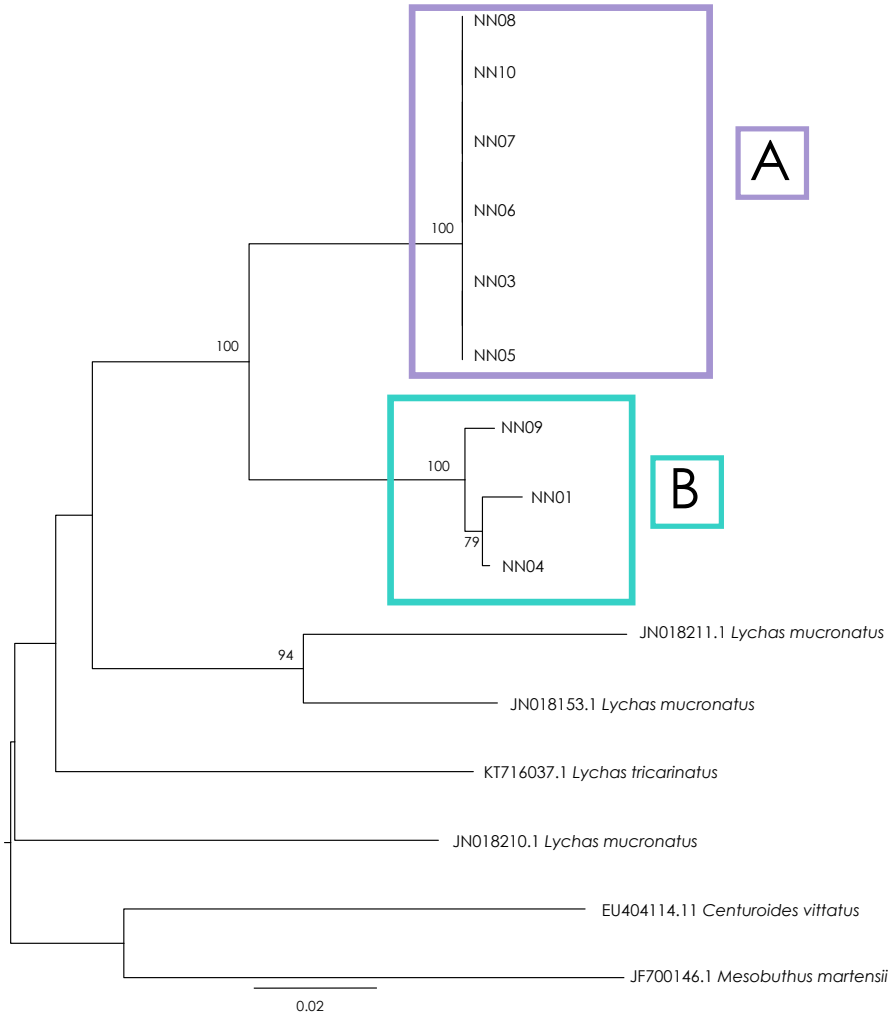 NN08
NN10
A
NN07
NN06
100
NN03
100
NN05
NN09
100
B
NN01
79
NN04
JN018211.1 Lychas mucronatus
94
JN018153.1 Lychas mucronatus
KT716037.1 Lychas tricarinatus
JN018210.1 Lychas mucronatus
EU404114.11 Centuroides vittatus
JF700146.1 Mesobuthus martensii
0.02